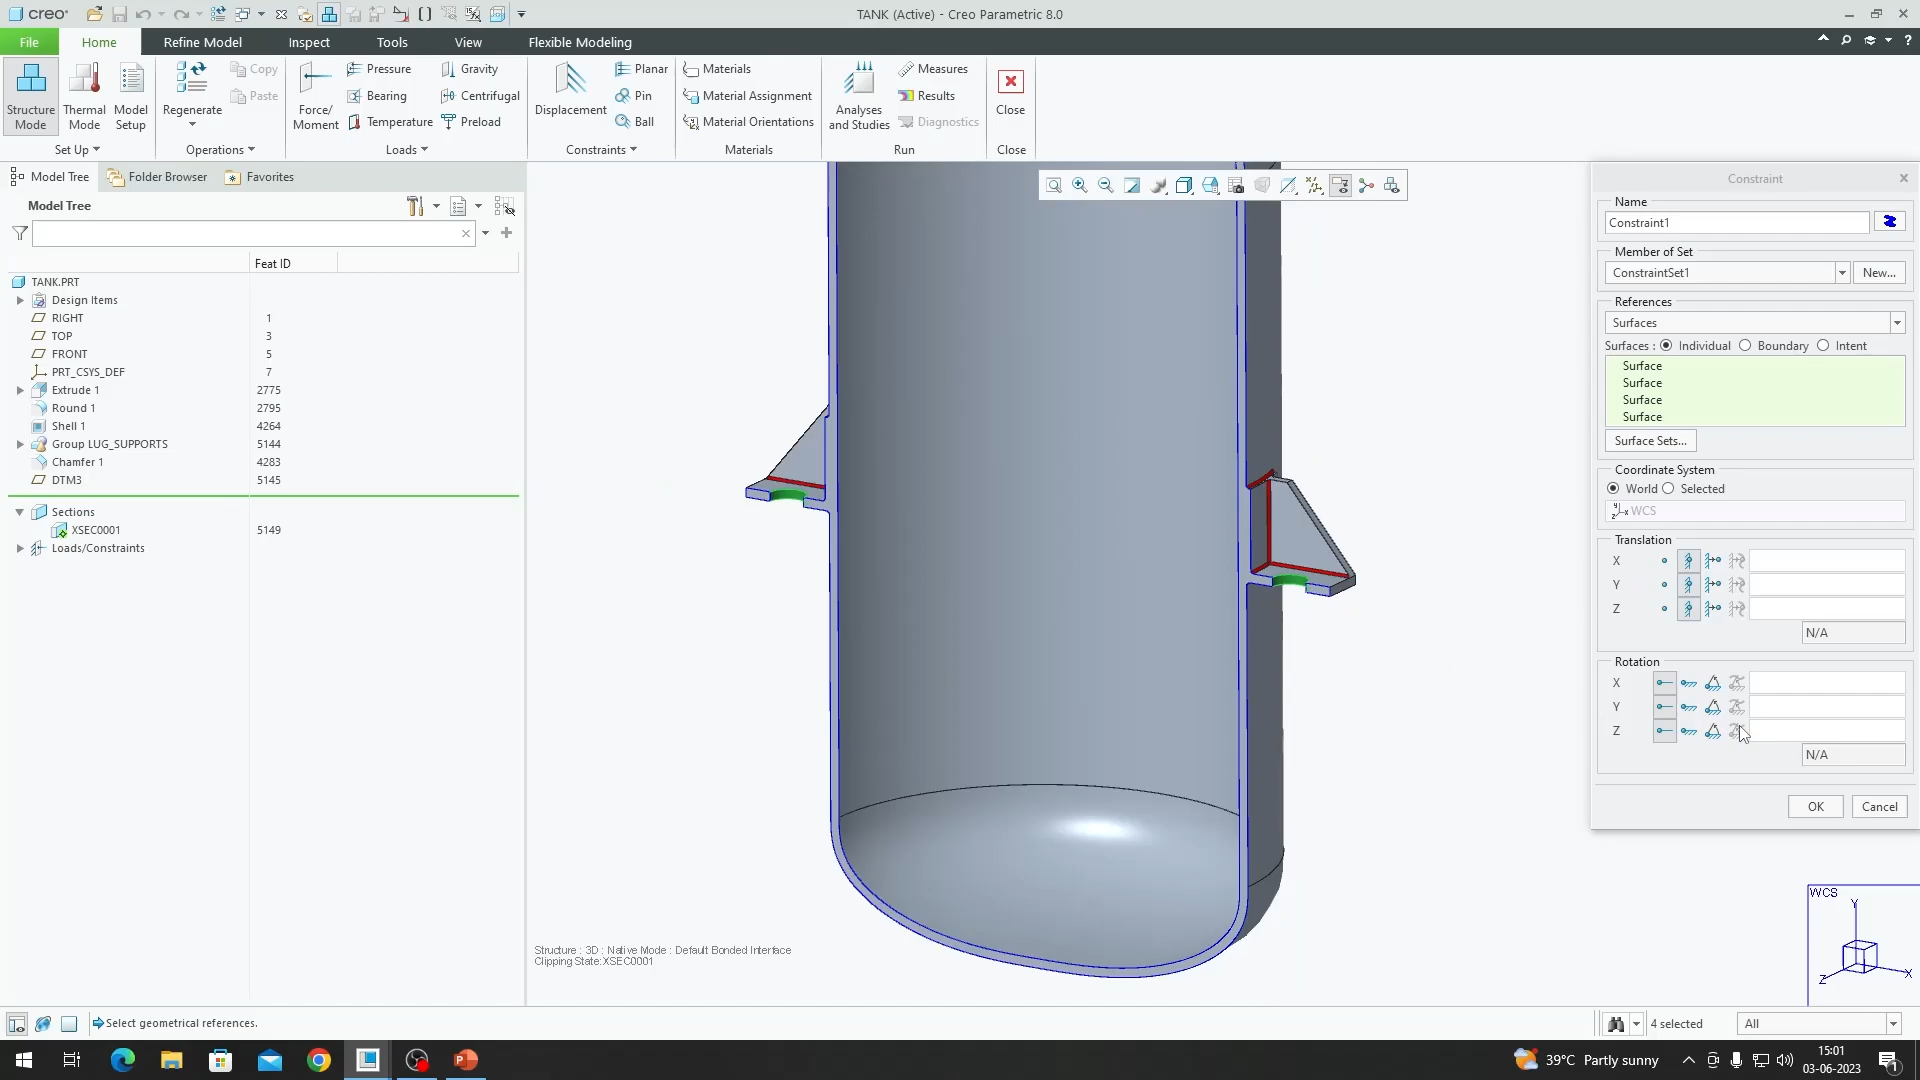 creo
TANK (Active) - Creo Parametric 8.0
File
Home
Refine Model
Inspect
Tools
View
Flexible Modeling
Structure Mode
Thermal Mode
Model Setup
Set Up
Regenerate
Copy
Paste
Operations
Force/Moment
Pressure
Bearing
Temperature
Gravity
Centrifugal
Preload
Loads
Displacement
Planar
Pin
Ball
Constraints
Materials
Material Assignment
Material Orientations
Materials
Analyses and Studies
Measures
Results
Diagnostics
Run
Close
Close
Model Tree
Folder Browser
Favorites
Model Tree
Feat ID
TANK.PRT
Design Items
RIGHT 1
TOP 3
FRONT 5
PRT_CSYS_DEF 7
Extrude 1 2775
Round 1 2795
Shell 1 4264
Group LUG_SUPPORTS 5144
Chamfer 1 4283
DTM3 5145
Sections
XSEC0001 5149
Loads/Constraints
Structure : 3D : Native Mode : Default Bonded Interface
Clipping State:XSEC0001
Constraint
Name
Constraint1
Member of Set
ConstraintSet1
New...
References
Surfaces
Surfaces : Individual Boundary Intent
Surface
Surface
Surface
Surface
Surface Sets...
Coordinate System
World Selected
WCS
Translation
X
Y
Z
N/A
Rotation
X
Y
Z
N/A
OK
Cancel
WCS
Y
X
Z
Select geometrical references.
4 selected
All
39°C Partly sunny
15:01
03-06-2023
1